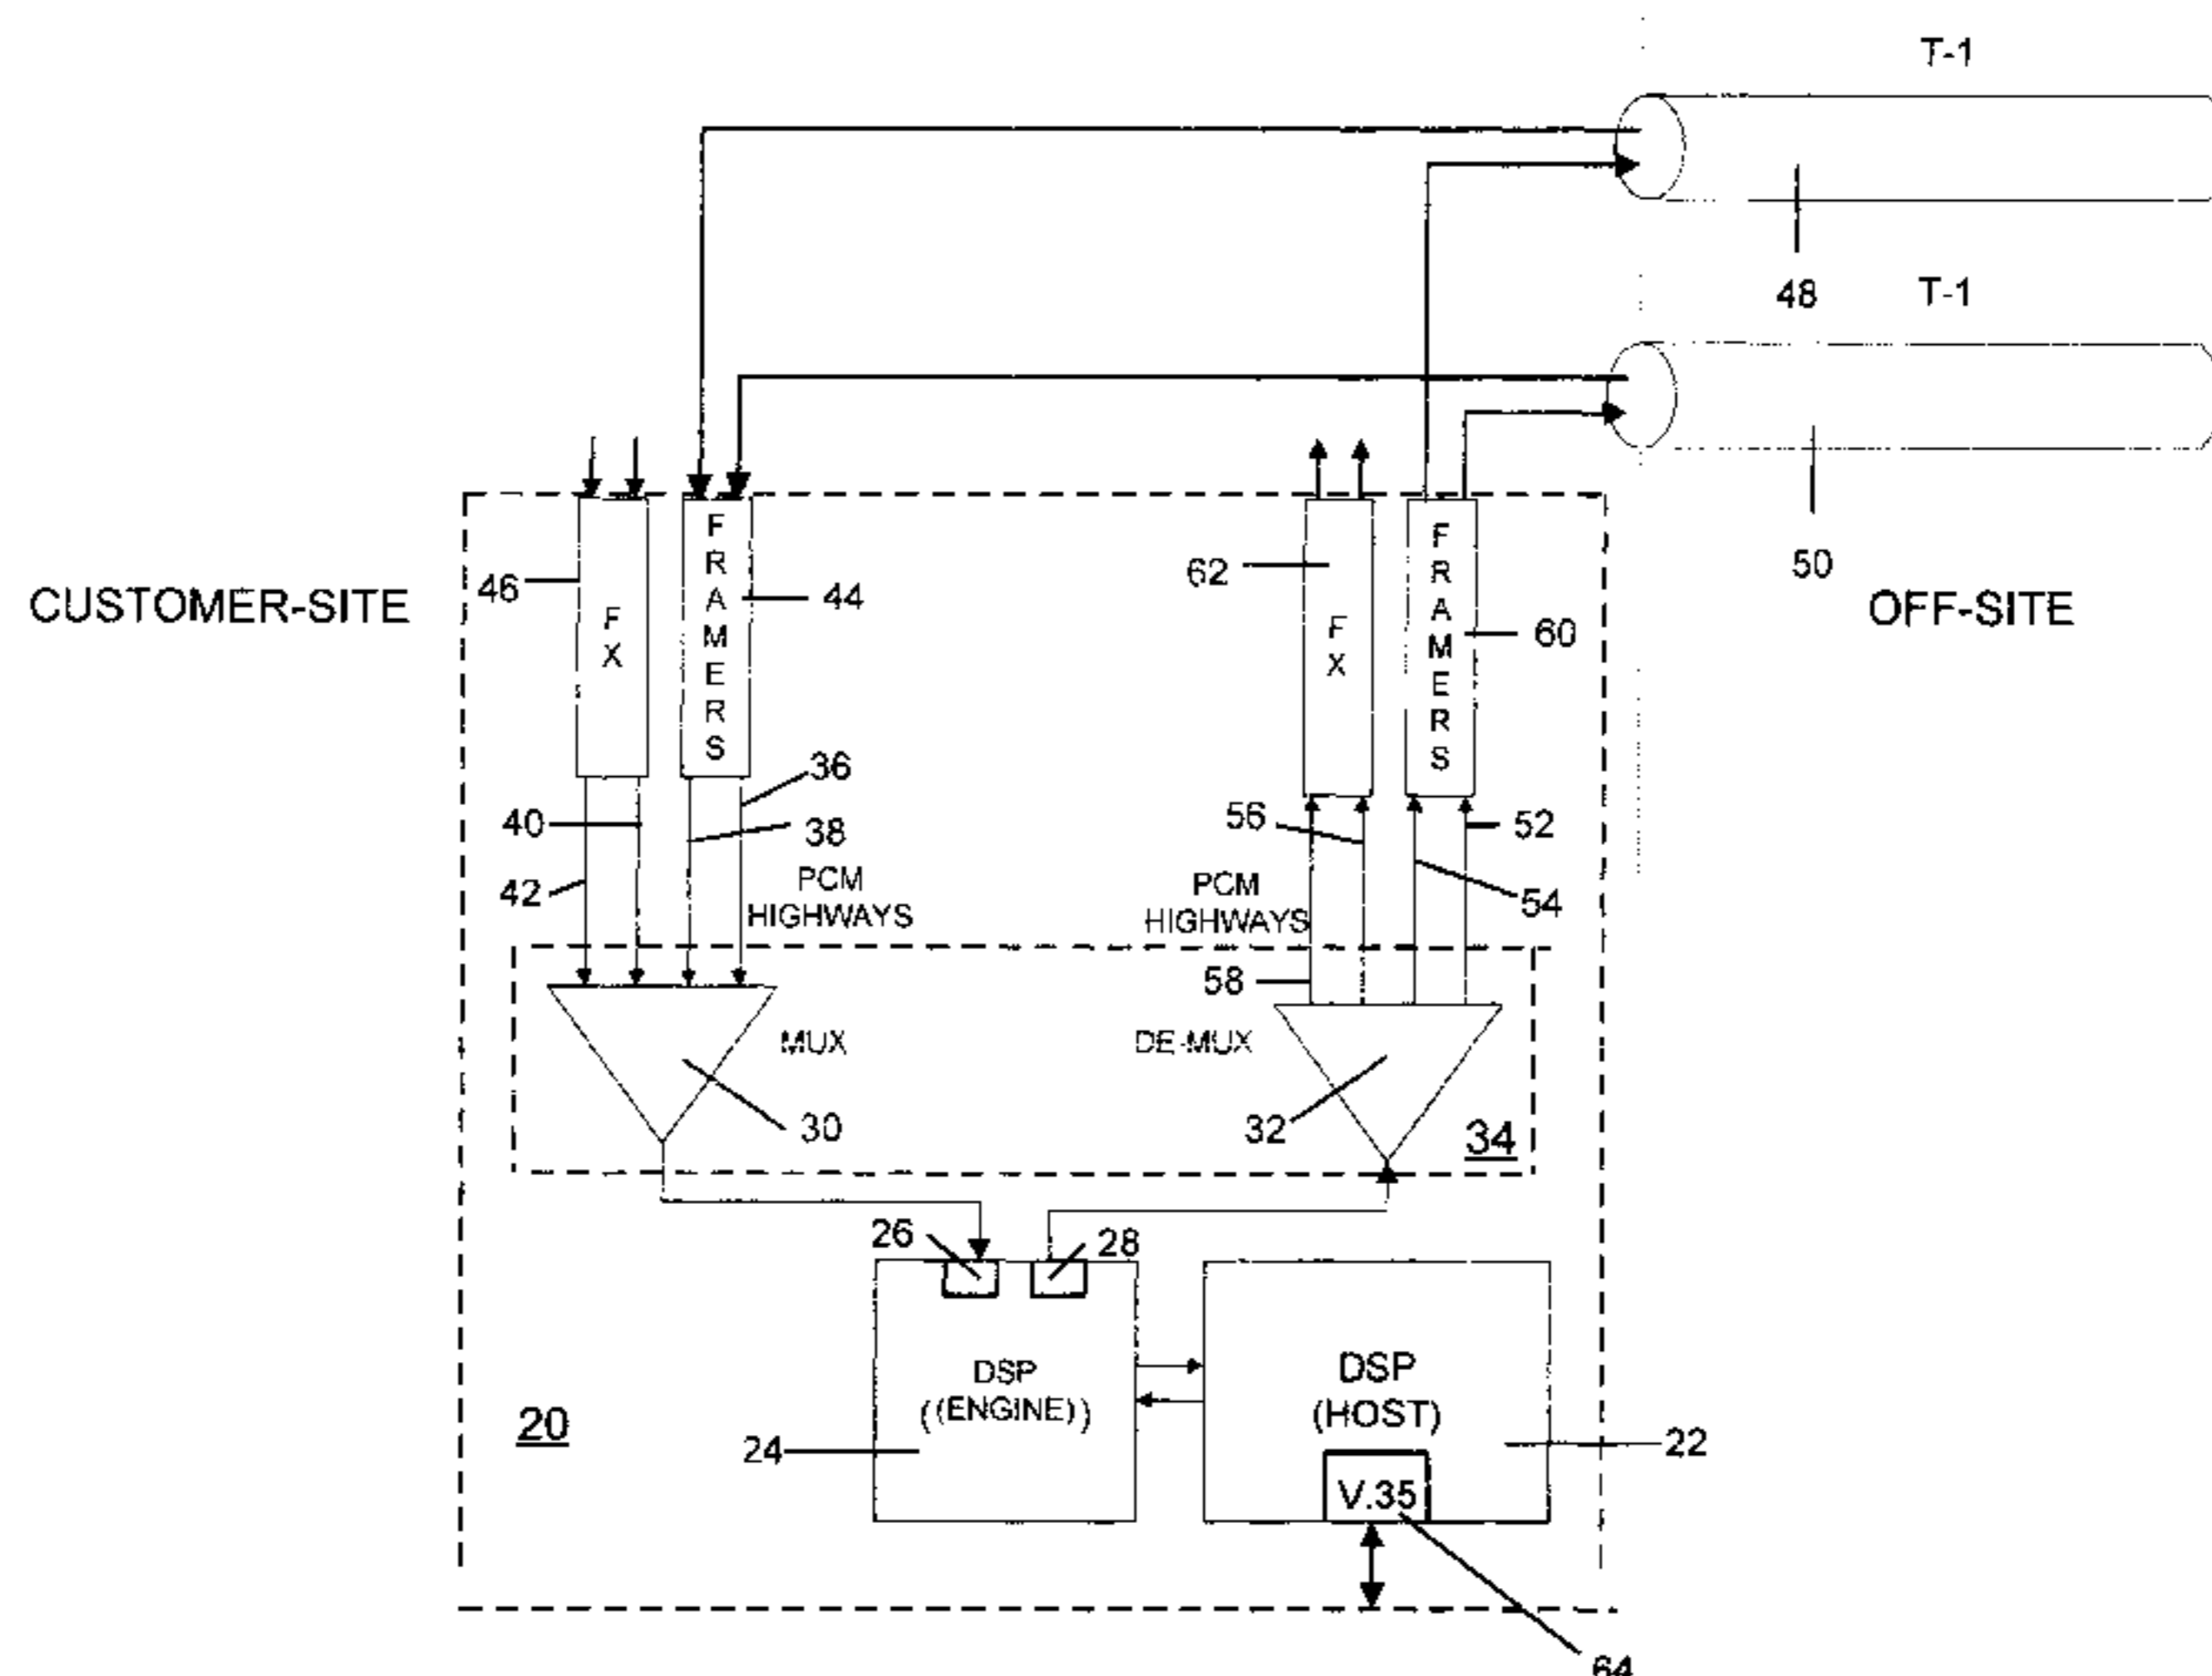 T-1
48
T-1
50
CUSTOMER-SITE
OFF-SITE
46
FX
FRAMERS
44
62
FX
FRAMERS
60
36
40
38
42
PCM
HIGHWAYS
56
52
PCM
HIGHWAYS
54
58
MUX
DE-MUX
30
32
34
26
28
DSP
((ENGINE))
DSP
(HOST)
20
24
22
V.35
64